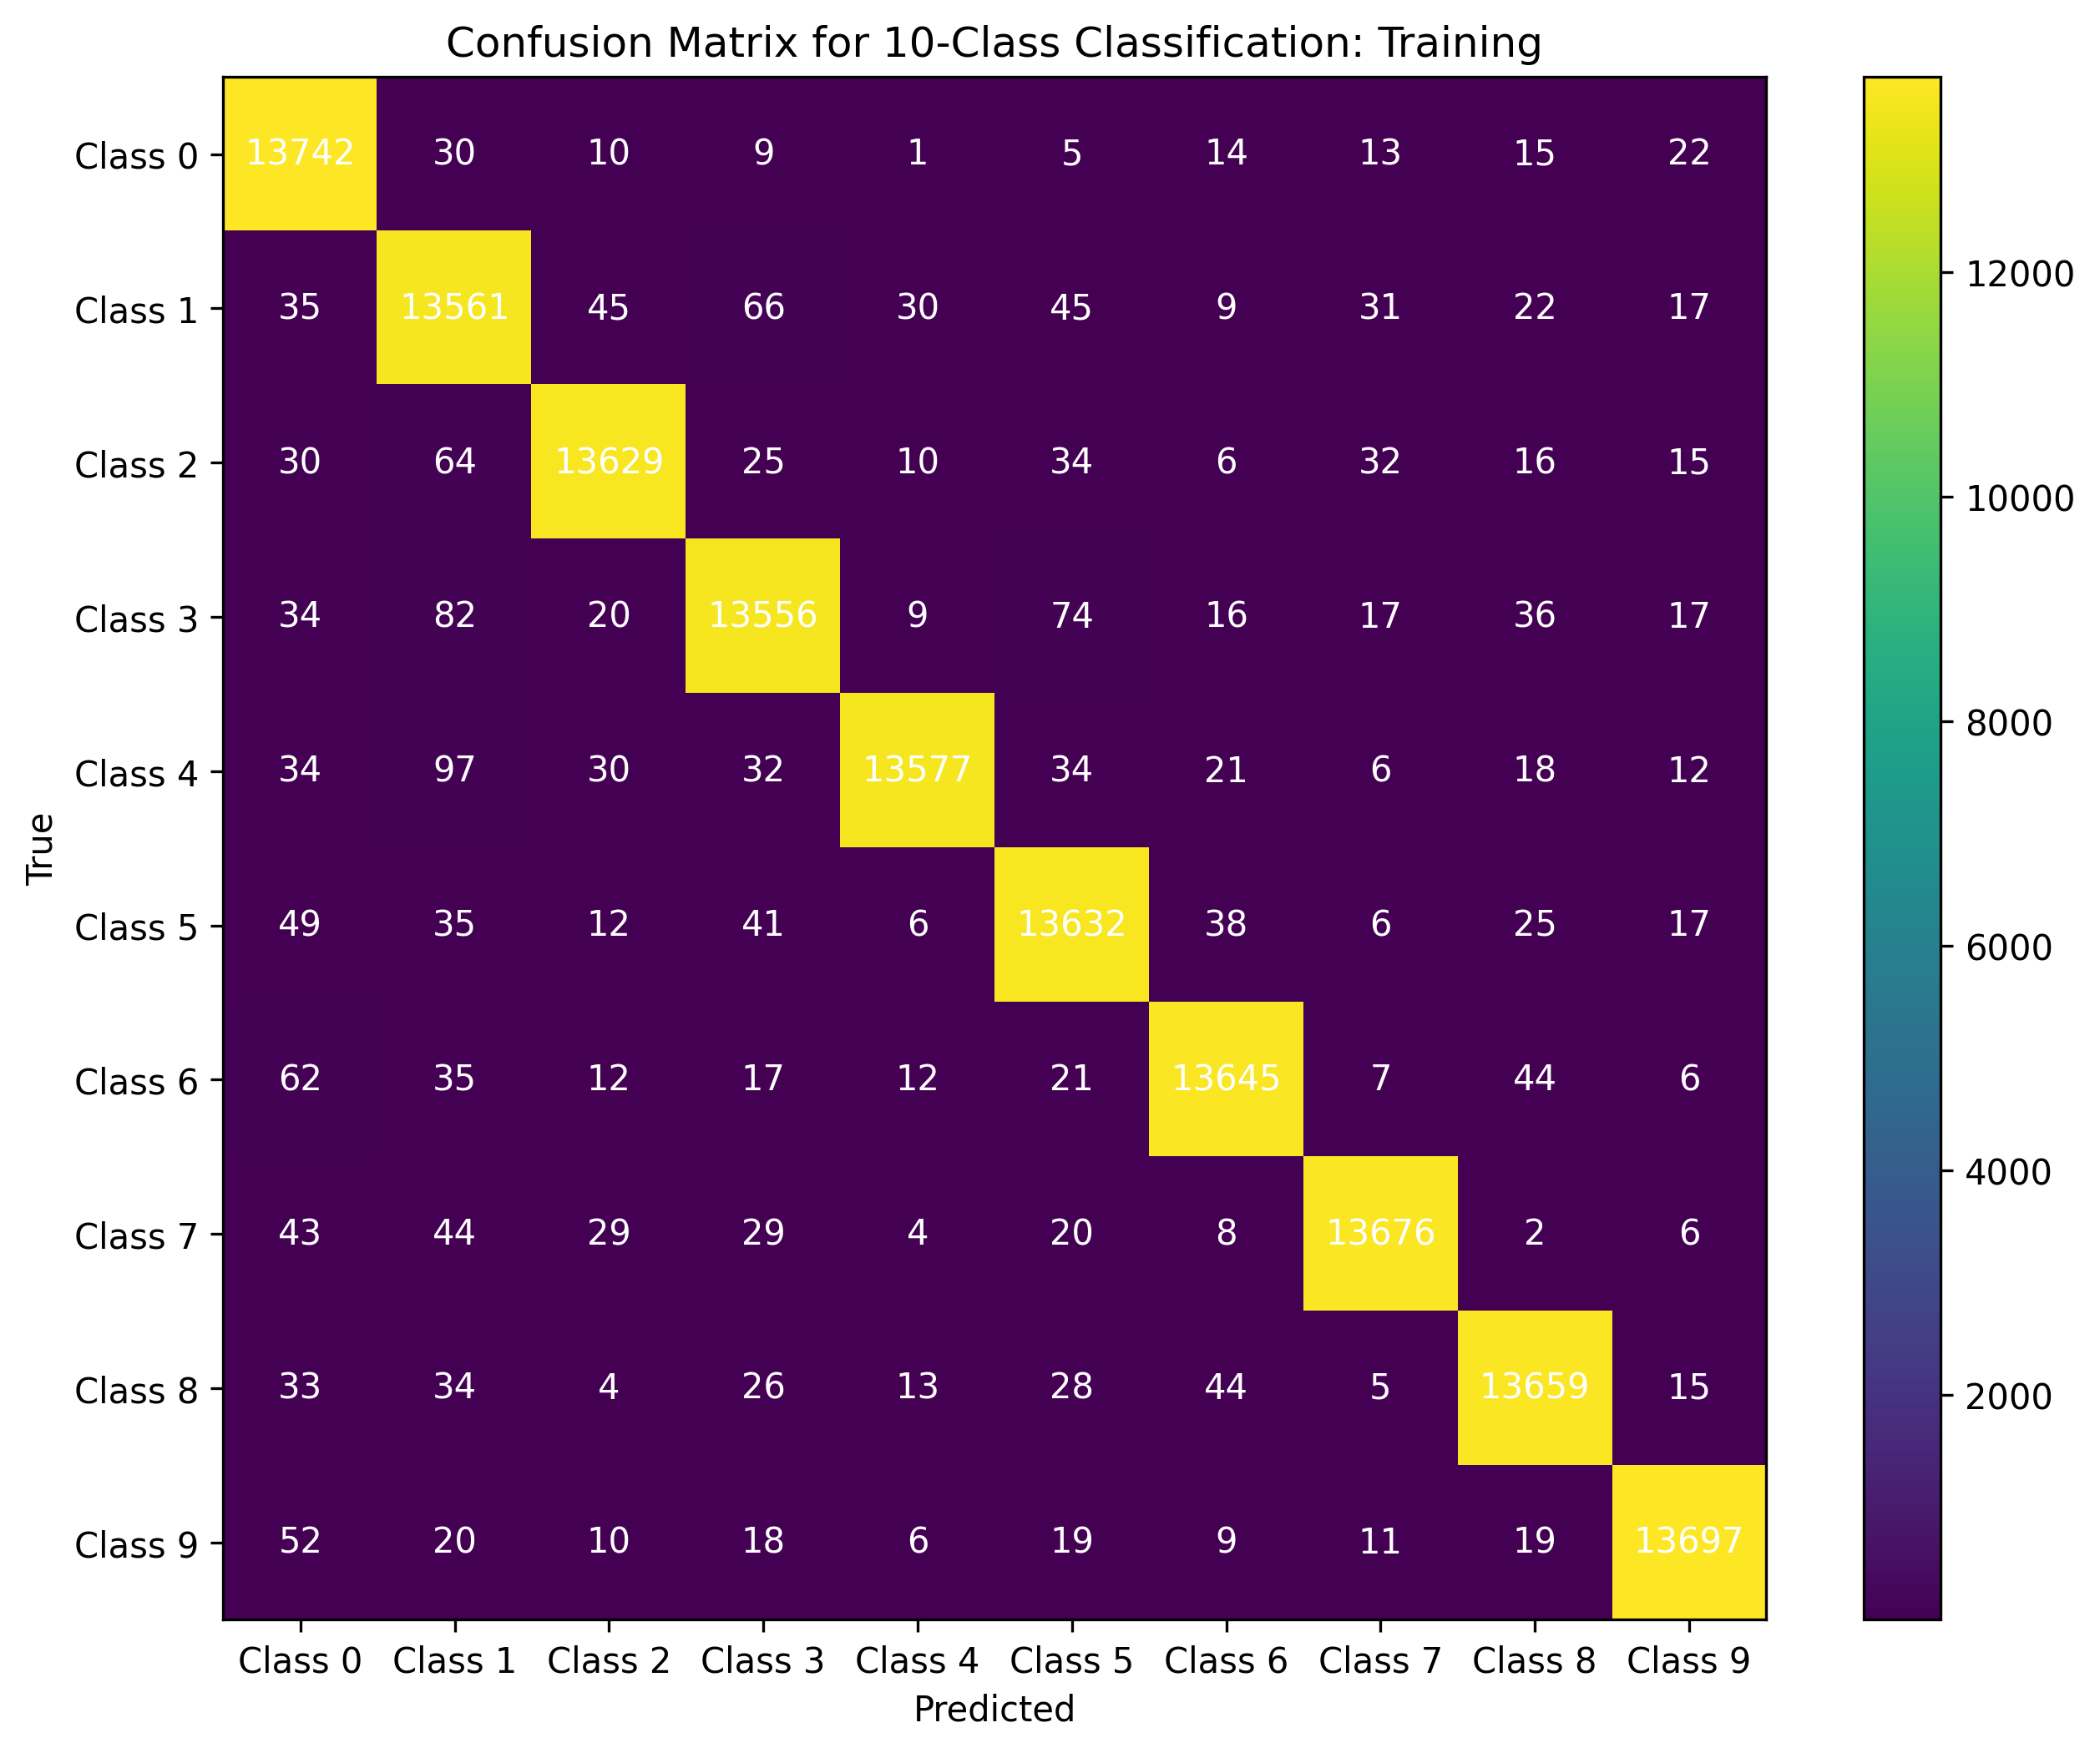 Confusion Matrix for 10-Class Classification: Training
Class 0 13742 30 10 9 1 5 14 13 15 22
Class 1 35 13561 45 66 30 45 9 31 22 17
Class 2 30 64 13629 25 10 34 6 32 16 15
Class 3 34 82 20 13556 9 74 16 17 36 17
Class 4 34 97 30 32 13577 34 21 6 18 12
Class 5 49 35 12 41 6 13632 38 6 25 17
Class 6 62 35 12 17 12 21 13645 7 44 6
Class 7 43 44 29 29 4 20 8 13676 2 6
Class 8 33 34 4 26 13 28 44 5 13659 15
Class 9 52 20 10 18 6 19 9 11 19 13697
Class 0 Class 1 Class 2 Class 3 Class 4 Class 5 Class 6 Class 7 Class 8 Class 9
Predicted
True
12000
10000
8000
6000
4000
2000